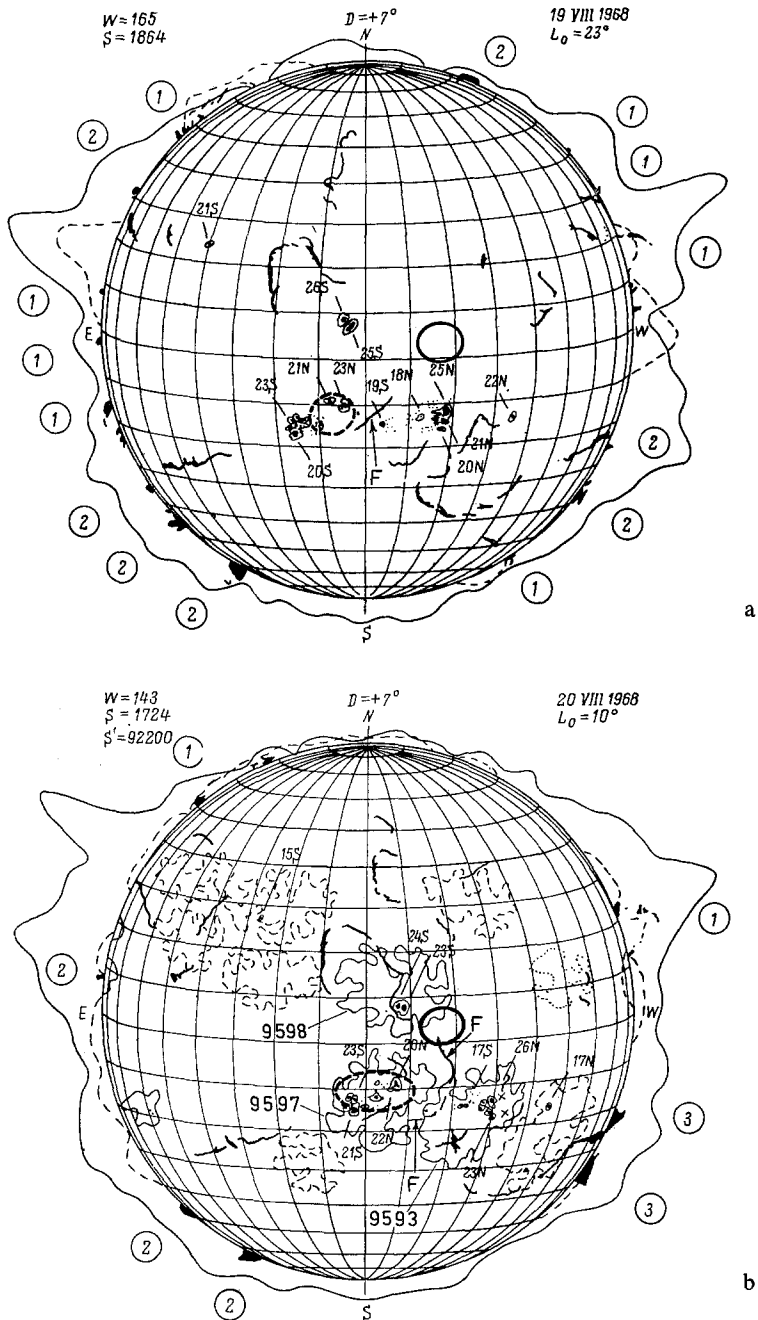 W = 165
S = 1864
D = +7°
N
19 VIII 1968
L₀ = 23°
2
1
1
2
1
1
21S
26S
1
1
E
W
25S
1
21N
23N
18N
25N
22N
23S
19S
1
20S
F
21N
20N
2
2
2
2
2
1
S
a
W = 143
S = 1724
S' = 92200
D = +7°
N
20 VIII 1968
L₀ = 10°
1
15S
1
24S
23S
2
E
W
9598
F
23S
20N
17S
26N
17N
9597
3
22N
21S
F
23N
9593
3
2
2
S
b